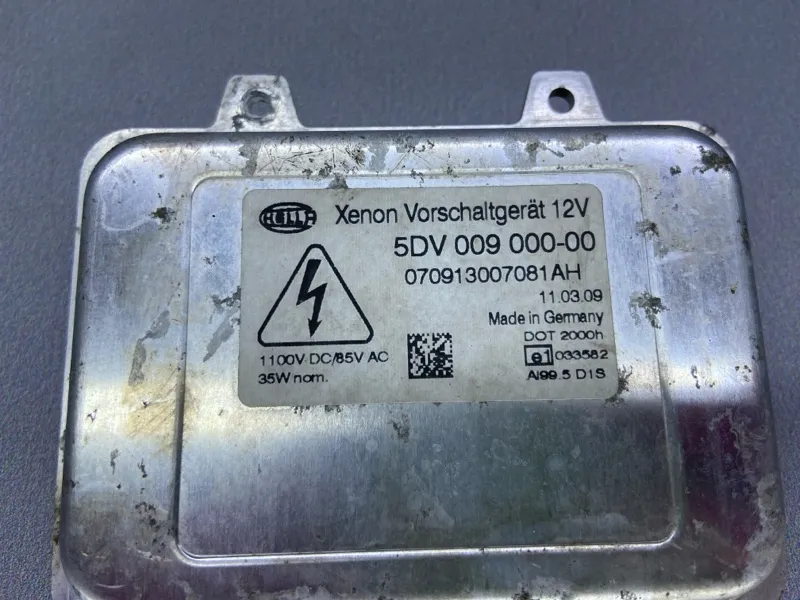 HELLA
Xenon Vorschaltgerät 12V
5DV 009 000-00
070913007081AH
11.03.09
Made in Germany
DOT 2000h
e1 033582
Al99.5 D1S
1100V DC/85V AC
35W nom.